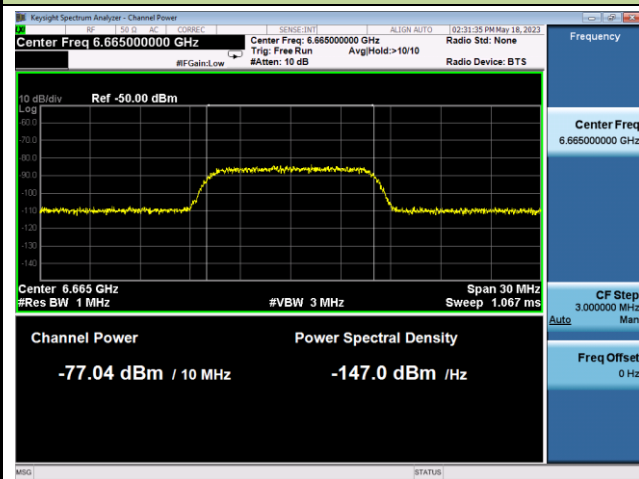 Keysight Spectrum Analyzer - Channel Power
RF 50 Ω AC CORREC SENSE:INT ALIGN AUTO 02:31:35 PM May 18, 2023
Center Freq 6.665000000 GHz
Center Freq: 6.665000000 GHz
Radio Std: None
Trig: Free Run Avg|Hold:>10/10
#IFGain:Low #Atten: 10 dB Radio Device: BTS
Frequency
10 dB/div Ref -50.00 dBm
Log
-60.0
-70.0
-80.0
-90.0
-100
-110
-120
-130
-140
Center 6.665 GHz Span 30 MHz
#Res BW 1 MHz #VBW 3 MHz Sweep 1.067 ms
Channel Power Power Spectral Density
-77.04 dBm / 10 MHz -147.0 dBm /Hz
Center Freq
6.665000000 GHz
CF Step
3.000000 MHz
Auto Man
Freq Offset
0 Hz
MSG STATUS